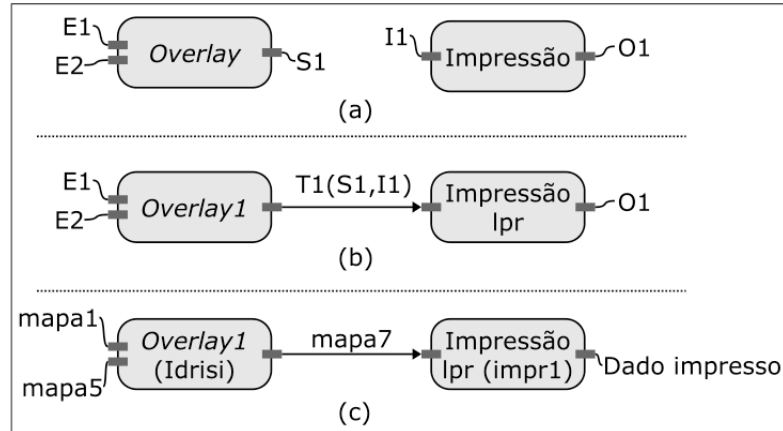 E1
E2
Overlay
S1
I1
Impressão
O1
(a)
E1
E2
Overlay1
T1(S1,I1)
Impressão
lpr
O1
(b)
mapa1
mapa5
Overlay1
(Idrisi)
mapa7
Impressão
lpr (impr1)
Dado impresso
(c)